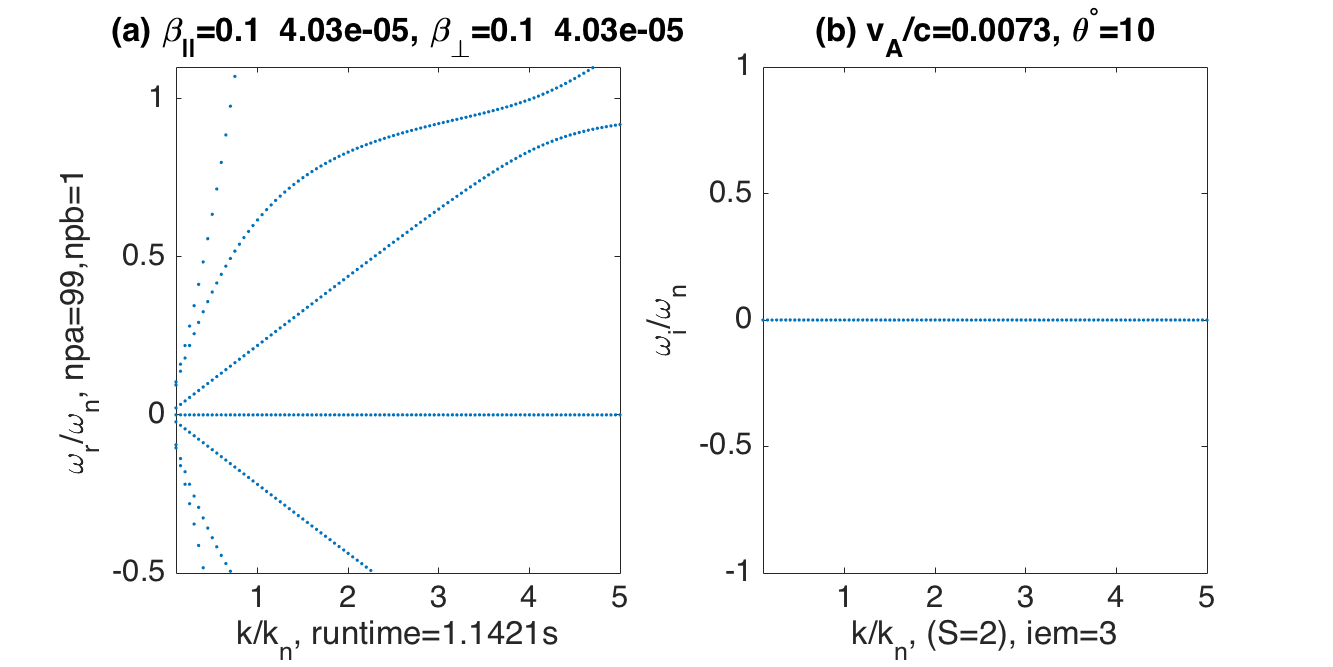 (a) β||=0.1 4.03e-05, β⊥=0.1 4.03e-05
1
0.5
0
-0.5
ωr/ωn, npa=99,npb=1
1 2 3 4 5
k/kn, runtime=1.1421s
(b) vA/c=0.0073, θ°=10
1
0.5
0
-0.5
-1
ωi/ωn
1 2 3 4 5
k/kn, (S=2), iem=3